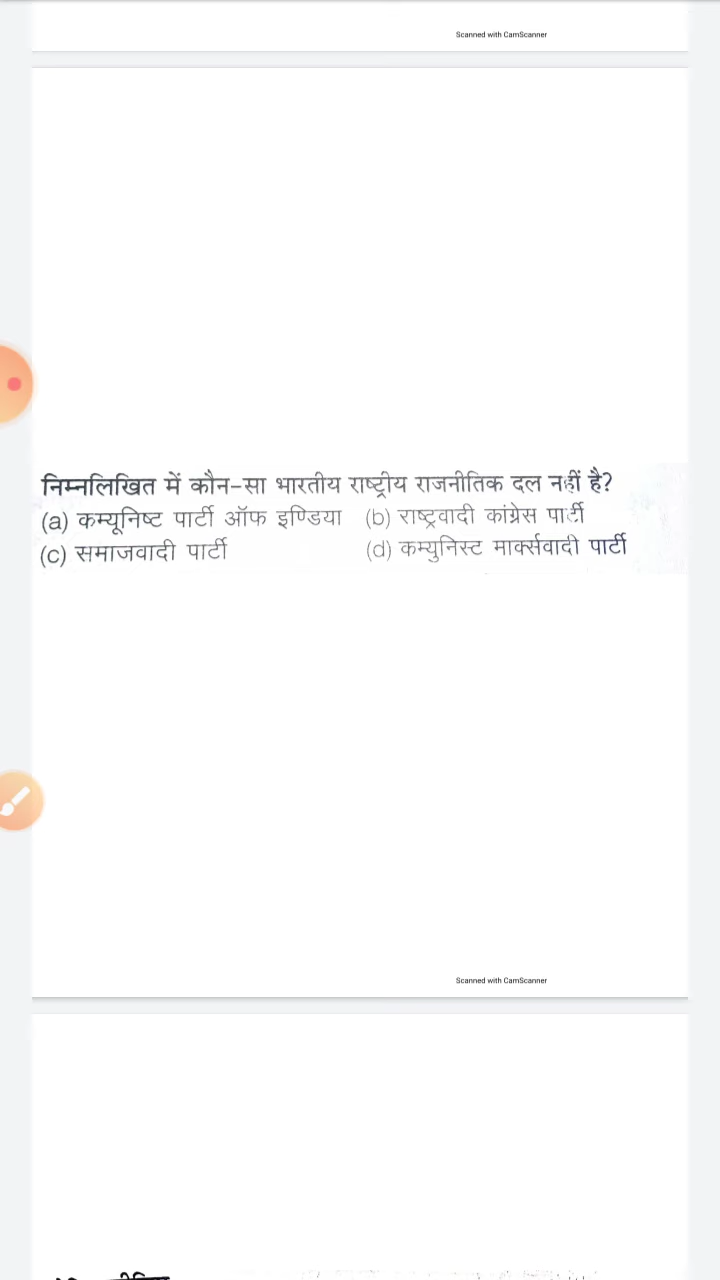 Scanned with CamScanner
निम्नलिखित में कौन-सा भारतीय राष्ट्रीय राजनीतिक दल नहीं है?
(a) कम्यूनिष्ट पार्टी ऑफ इण्डिया (b) राष्ट्रवादी कांग्रेस पार्टी
(c) समाजवादी पार्टी (d) कम्युनिस्ट मार्क्सवादी पार्टी
Scanned with CamScanner